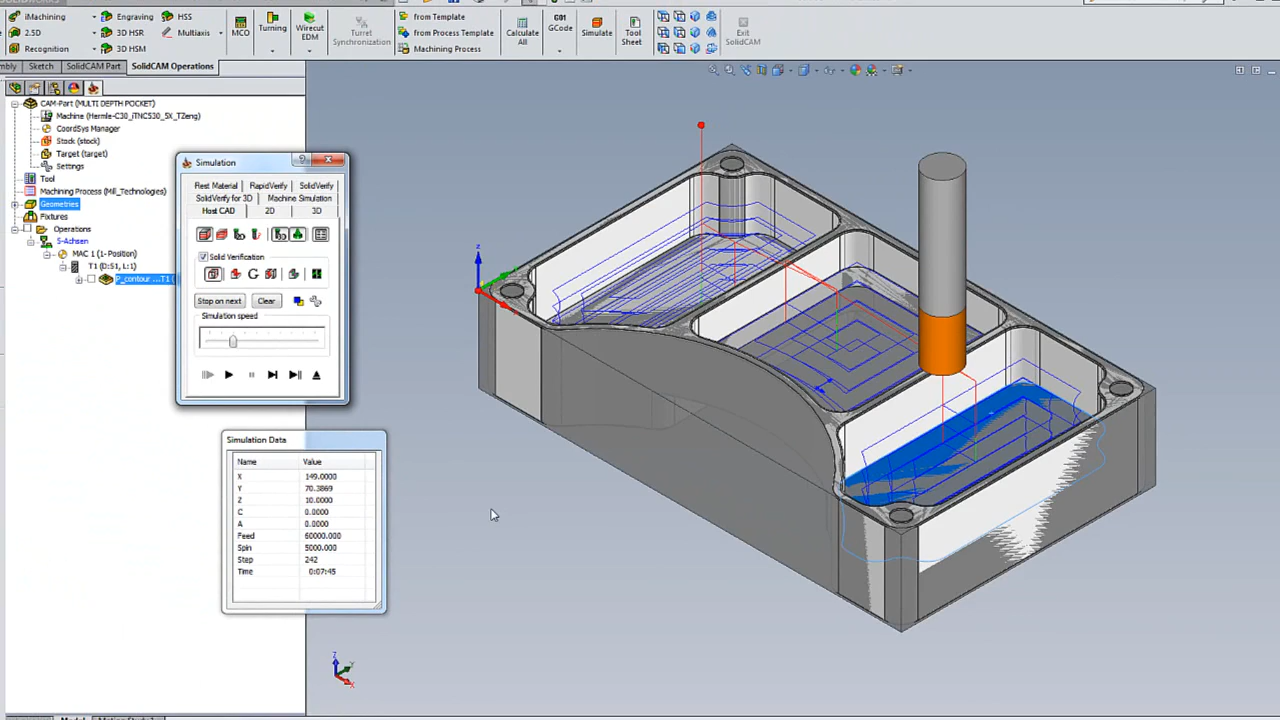 iMachining
Engraving
HSS
2.5D
3D HSR
Multiaxis
Recognition
3D HSM
MCO
Turning
Wirecut
EDM
Turret
Synchronization
from Template
from Process Template
Machining Process
Calculate
All
G01
GCode
Simulate
Tool
Sheet
Exit
SolidCAM
mbly
Sketch
SolidCAM Part
SolidCAM Operations
CAM-Part (MULTI DEPTH POCKET)
Machine (Hermle-C30_iTNC530_5X_TZeng)
CoordSys Manager
Stock (stock)
Target (target)
Settings
Tool
Machining Process (Mill_Technologies)
Geometries
Fixtures
Operations
5-Achsen
MAC 1 (1- Position)
T1 (D:S1, L:1)
P_contour ...T1
Simulation
Rest Material
RapidVerify
SolidVerify
SolidVerify for 3D
Machine Simulation
Host CAD
2D
3D
Solid Verification
Stop on next
Clear
Simulation speed
Simulation Data
Name
Value
X
149.0000
Y
70.3869
Z
10.0000
C
0.0000
A
0.0000
Feed
60000.000
Spin
5000.000
Step
242
Time
0:07:45
z
Z
Y
X